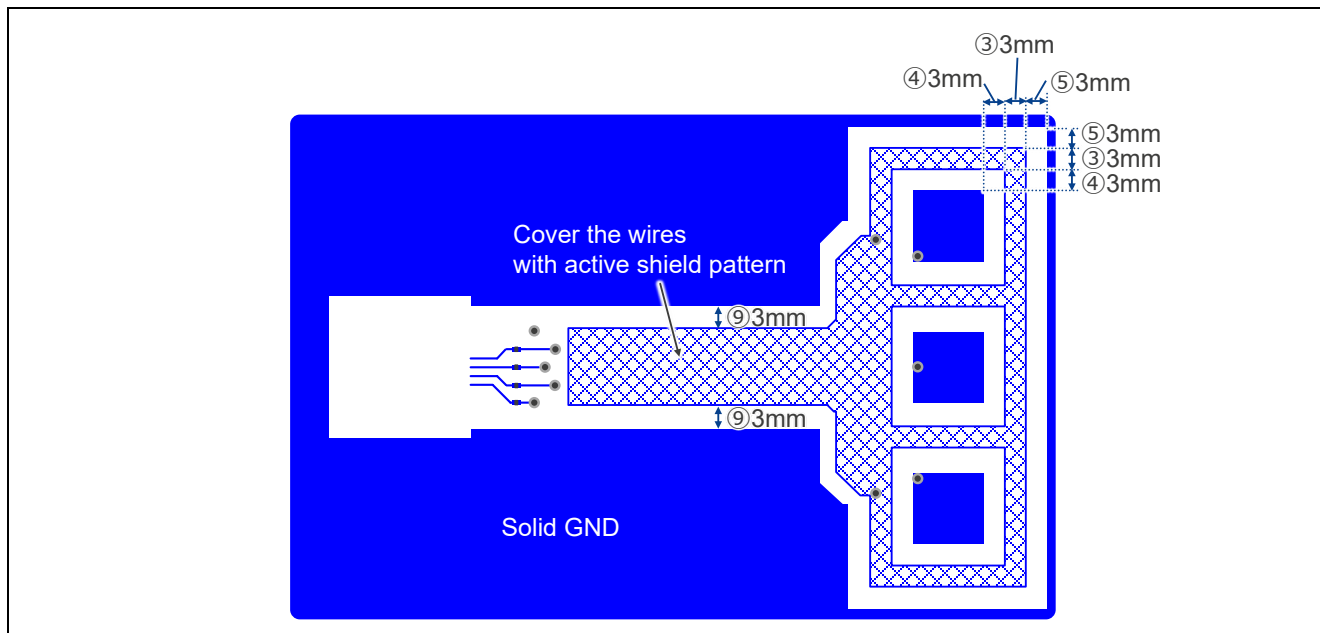 ③3mm
④3mm
⑤3mm
⑤3mm
③3mm
④3mm
Cover the wires
with active shield pattern
⑨3mm
⑨3mm
Solid GND